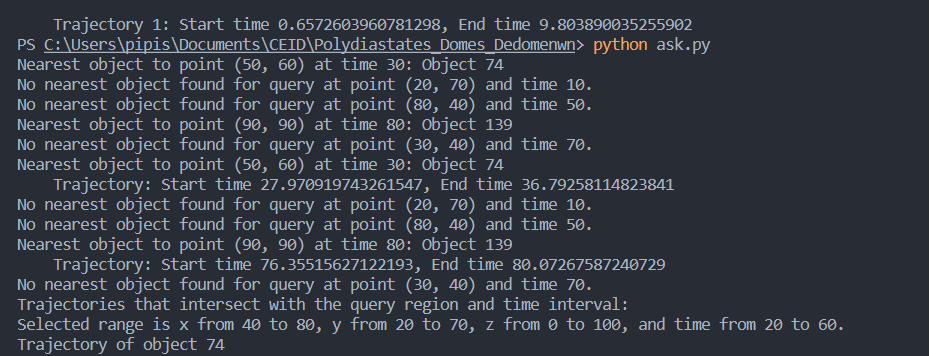 Trajectory 1: Start time 0.6572603960781298, End time 9.803890035255902
PS C:\Users\pipis\Documents\CEID\Polydiastates_Domes_Dedomenwn> python ask.py
Nearest object to point (50, 60) at time 30: Object 74
No nearest object found for query at point (20, 70) and time 10.
No nearest object found for query at point (80, 40) and time 50.
Nearest object to point (90, 90) at time 80: Object 139
No nearest object found for query at point (30, 40) and time 70.
Nearest object to point (50, 60) at time 30: Object 74
Trajectory: Start time 27.970919743261547, End time 36.79258114823841
No nearest object found for query at point (20, 70) and time 10.
No nearest object found for query at point (80, 40) and time 50.
Nearest object to point (90, 90) at time 80: Object 139
Trajectory: Start time 76.35515627122193, End time 80.07267587240729
No nearest object found for query at point (30, 40) and time 70.
Trajectories that intersect with the query region and time interval:
Selected range is x from 40 to 80, y from 20 to 70, z from 0 to 100, and time from 20 to 60.
Trajectory of object 74